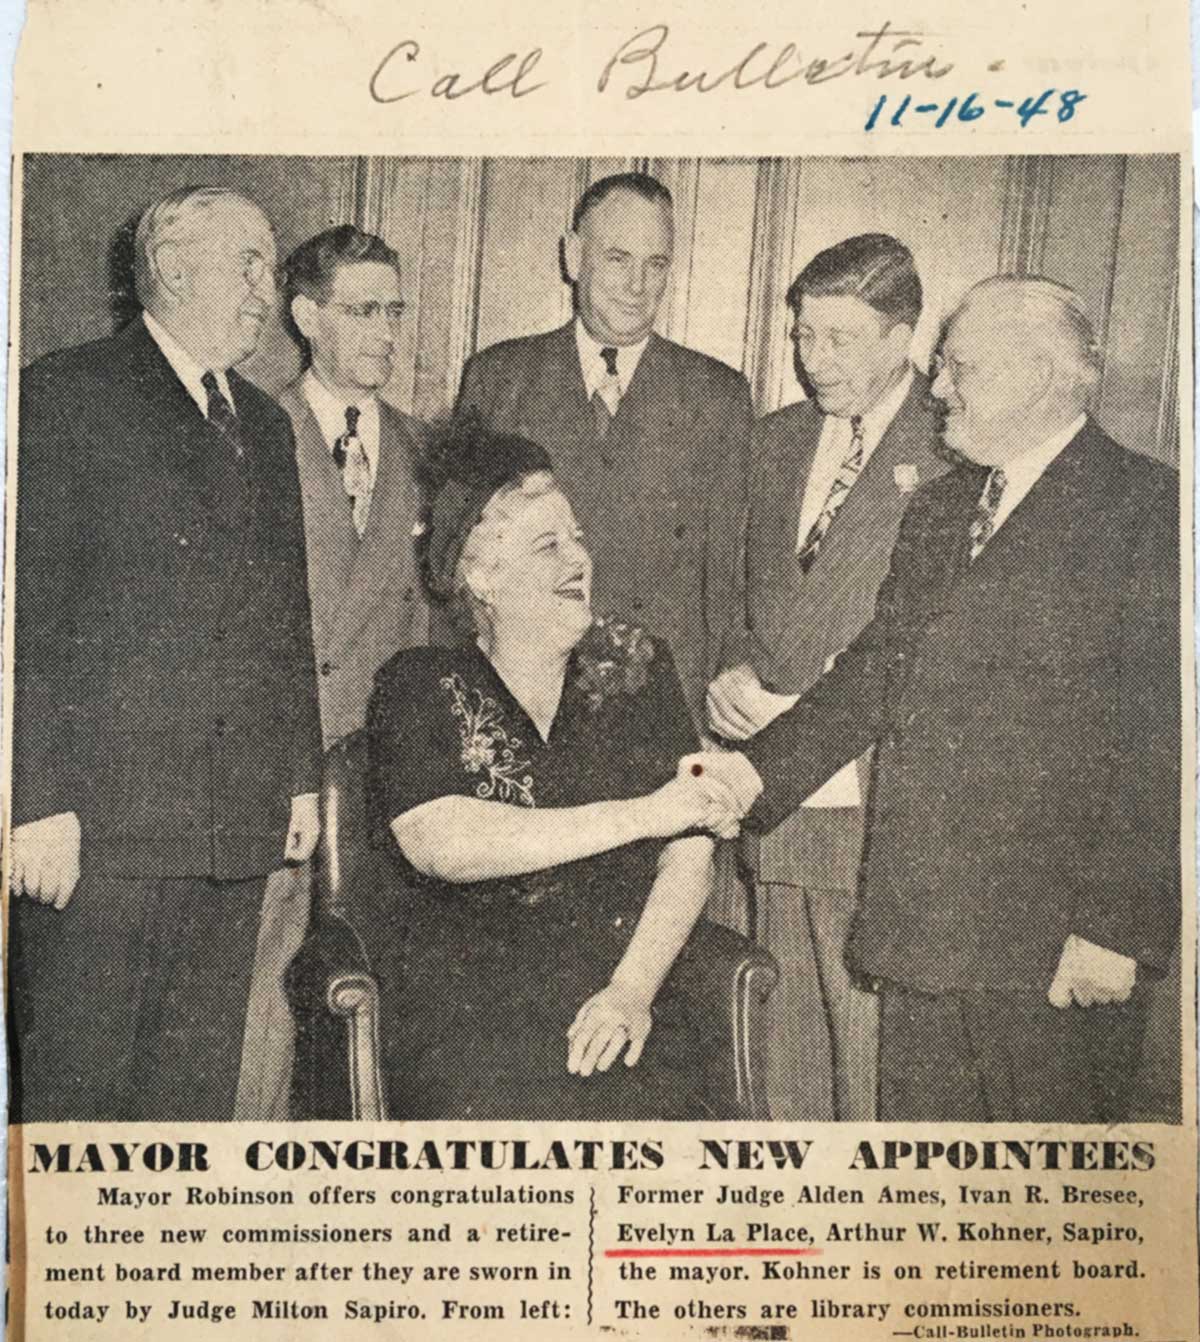 Call Bulletin.
11-16-48
MAYOR CONGRATULATES NEW APPOINTEES
Mayor Robinson offers congratulations
to three new commissioners and a retire-
ment board member after they are sworn in
today by Judge Milton Sapiro. From left:
Former Judge Alden Ames, Ivan R. Bresee,
Evelyn La Place, Arthur W. Kohner, Sapiro,
the mayor. Kohner is on retirement board.
The others are library commissioners.
—Call-Bulletin Photograph.